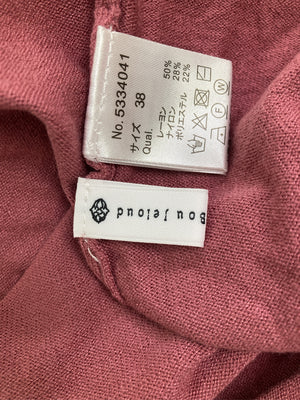 No. 5334041
サイズ 38
Qual.
レーヨン 50%
ナイロン 28%
ポリエステル 22%
Bou Jeloud